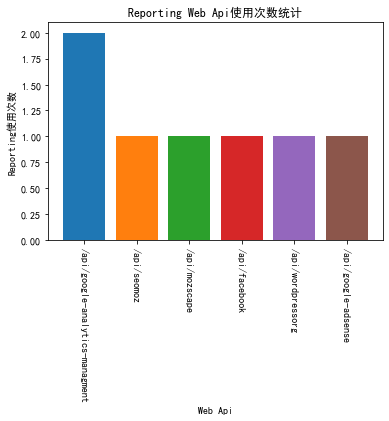 Reporting Web Api使用次数统计
Reporting使用次数
2.00
1.75
1.50
1.25
1.00
0.75
0.50
0.25
0.00
/api/google-analytics-managment
/api/seomoz
/api/mozscape
/api/facebook
/api/wordpressorg
/api/google-adsense
Web Api